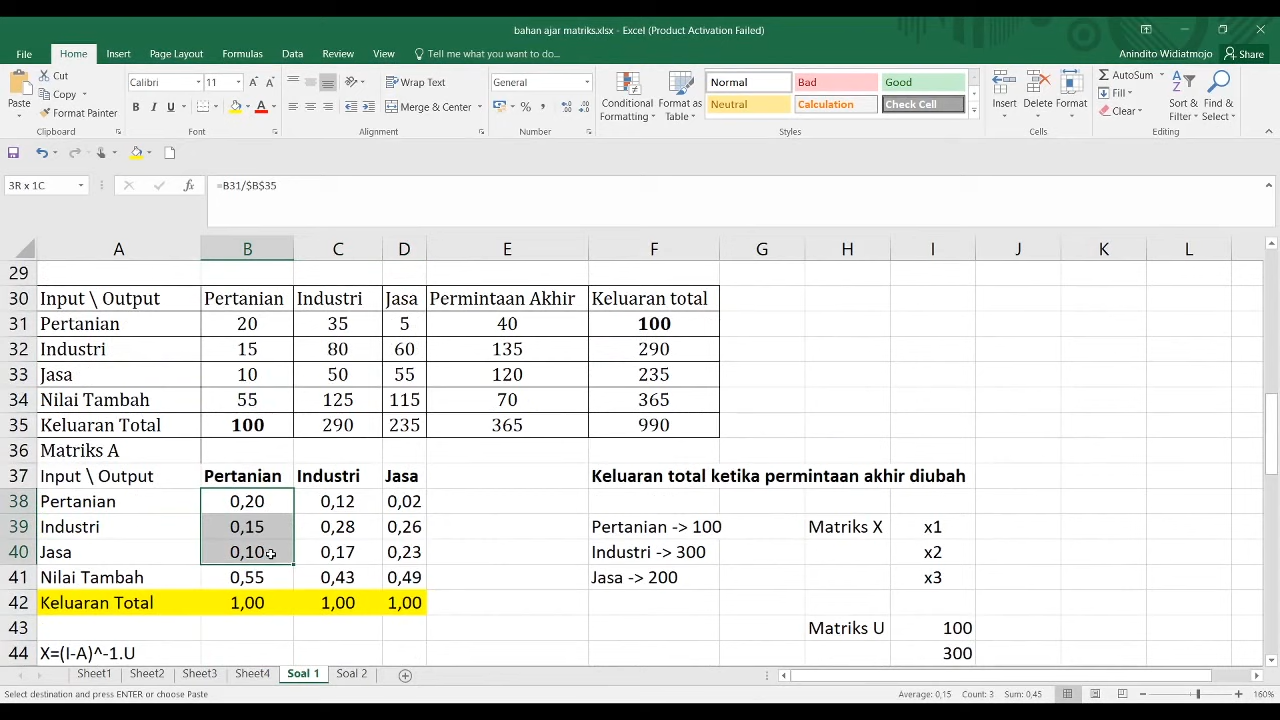 bahan ajar matriks.xlsx - Excel (Product Activation Failed)
File Home Insert Page Layout Formulas Data Review View Tell me what you want to do... Anindito Widiatmojo Share
Paste Cut Copy Format Painter Clipboard
Calibri 11 A A B I U A Font
Wrap Text Merge & Center Alignment
General % , Number
Conditional Formatting Format as Table Normal Bad Good Neutral Calculation Check Cell Styles
Insert Delete Format Cells
AutoSum Fill Clear Sort & Filter Find & Select Editing
3R x 1C fx =B31/$B$35
A B C D E F G H I J K L
29
30 Input \ Output Pertanian Industri Jasa Permintaan Akhir Keluaran total
31 Pertanian 20 35 5 40 100
32 Industri 15 80 60 135 290
33 Jasa 10 50 55 120 235
34 Nilai Tambah 55 125 115 70 365
35 Keluaran Total 100 290 235 365 990
36 Matriks A
37 Input \ Output Pertanian Industri Jasa Keluaran total ketika permintaan akhir diubah
38 Pertanian 0,20 0,12 0,02
39 Industri 0,15 0,28 0,26 Pertanian -> 100 Matriks X x1
40 Jasa 0,10 0,17 0,23 Industri -> 300 x2
41 Nilai Tambah 0,55 0,43 0,49 Jasa -> 200 x3
42 Keluaran Total 1,00 1,00 1,00
43 Matriks U 100
44 X=(I-A)^-1.U 300
Sheet1 Sheet2 Sheet3 Sheet4 Soal 1 Soal 2
Select destination and press ENTER or choose Paste Average: 0,15 Count: 3 Sum: 0,45 160%